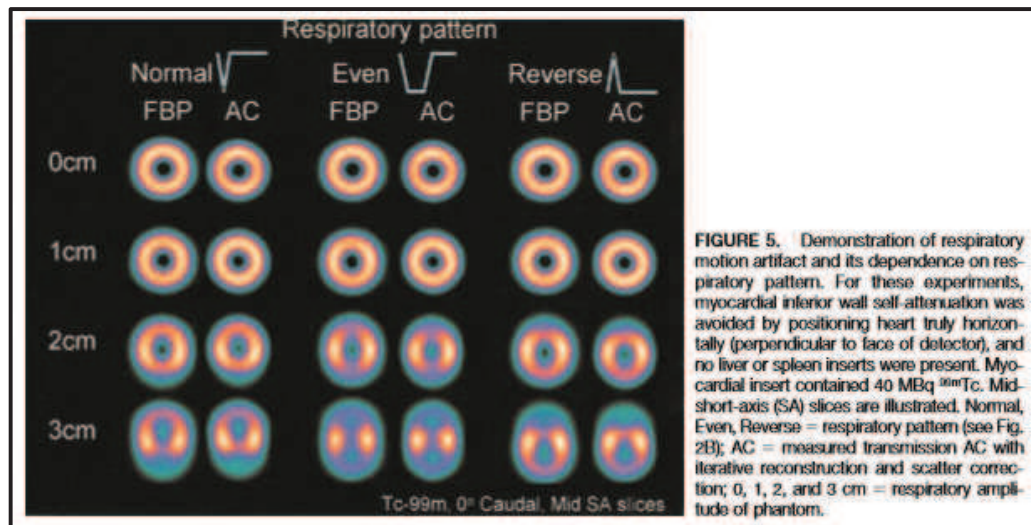 Respiratory pattern
Normal Even Reverse
FBP AC FBP AC FBP AC
0cm
1cm
2cm
3cm
Tc-99m, 0º Caudal, Mid SA slices
FIGURE 5. Demonstration of respiratory
motion artifact and its dependence on res-
piratory pattern. For these experiments,
myocardial inferior wall self-attenuation was
avoided by positioning heart truly horizon-
tally (perpendicular to face of detector), and
no liver or spleen inserts were present. Myo-
cardial insert contained 40 MBq ⁹⁹ᵐTc. Mid-
short-axis (SA) slices are illustrated. Normal,
Even, Reverse = respiratory pattern (see Fig.
2B); AC = measured transmission AC with
iterative reconstruction and scatter correc-
tion; 0, 1, 2, and 3 cm = respiratory ampli-
tude of phantom.